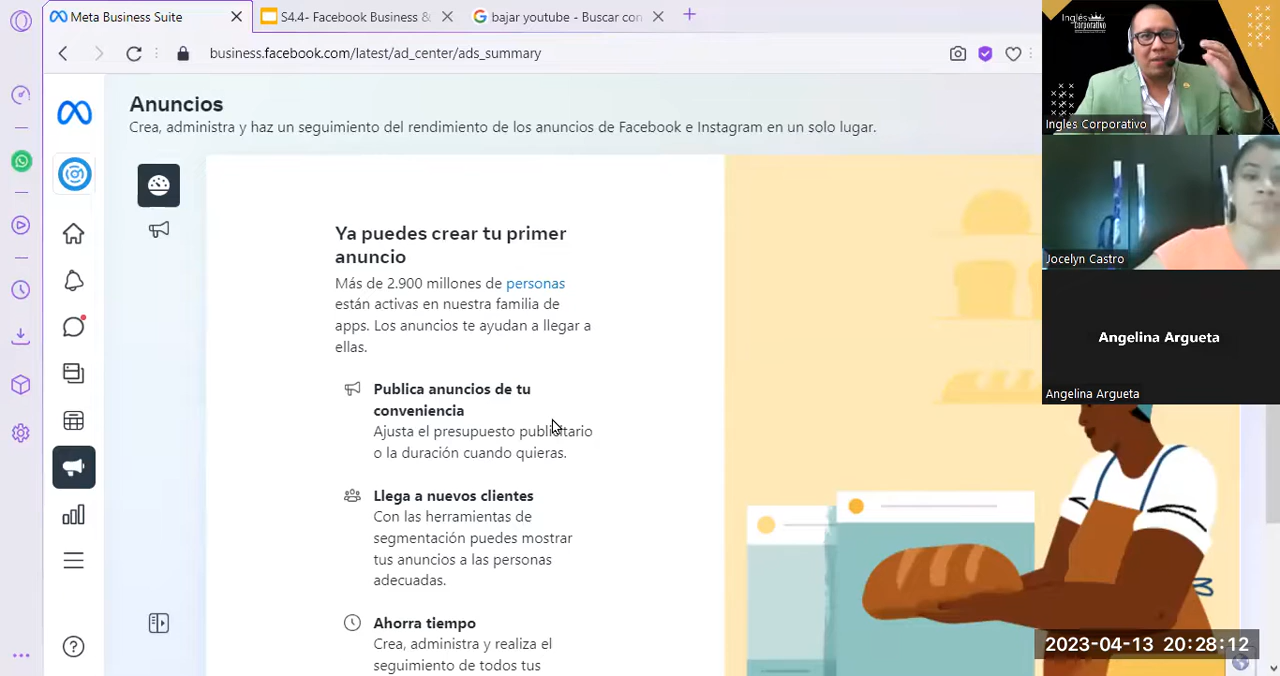 Meta Business Suite
S4.4- Facebook Business &
bajar youtube - Buscar con
business.facebook.com/latest/ad_center/ads_summary
Anuncios
Crea, administra y haz un seguimiento del rendimiento de los anuncios de Facebook e Instagram en un solo lugar.
Ya puedes crear tu primer
anuncio
Más de 2.900 millones de personas
están activas en nuestra familia de
apps. Los anuncios te ayudan a llegar a
ellas.
Publica anuncios de tu
conveniencia
Ajusta el presupuesto publicitario
o la duración cuando quieras.
Llega a nuevos clientes
Con las herramientas de
segmentación puedes mostrar
tus anuncios a las personas
adecuadas.
Ahorra tiempo
Crea, administra y realiza el
seguimiento de todos tus
Inglés
Corporativo
Inglés Corporativo
Jocelyn Castro
Angelina Argueta
Angelina Argueta
2023-04-13 20:28:12